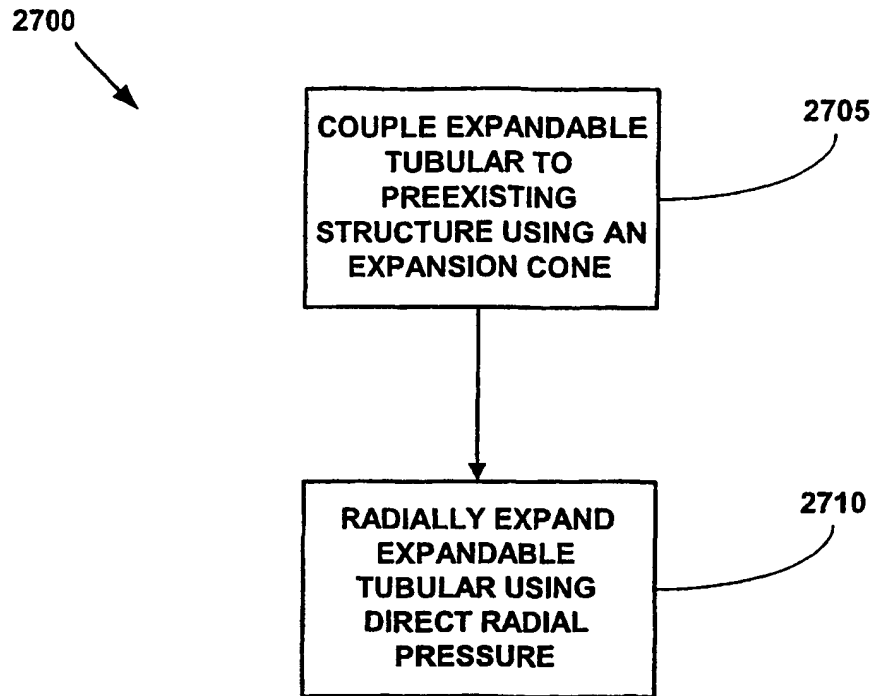 2700
COUPLE EXPANDABLE
TUBULAR TO
PREEXISTING
STRUCTURE USING AN
EXPANSION CONE
2705
RADIALLY EXPAND
EXPANDABLE
TUBULAR USING
DIRECT RADIAL
PRESSURE
2710